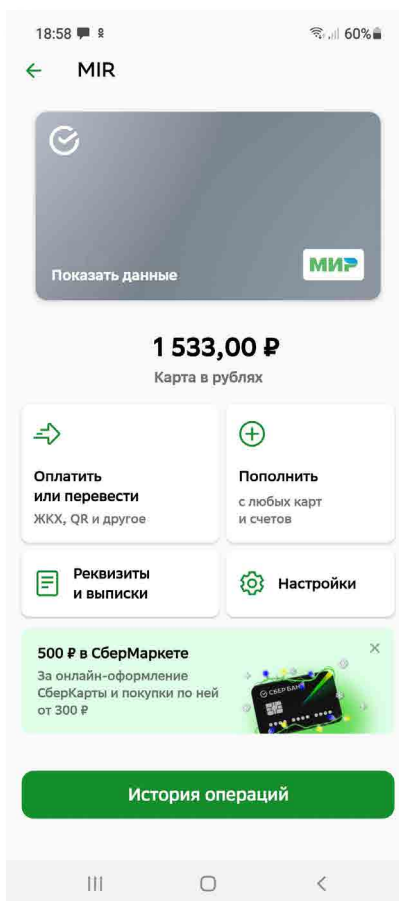 18:58 60%
MIR
Показать данные
МИР
1 533,00 ₽
Карта в рублях
Оплатить
или перевести
ЖКХ, QR и другое
Пополнить
с любых карт
и счетов
Реквизиты
и выписки
Настройки
500 ₽ в СберМаркете
За онлайн-оформление
СберКарты и покупки по ней
от 300 ₽
СБЕР БАНК
История операций